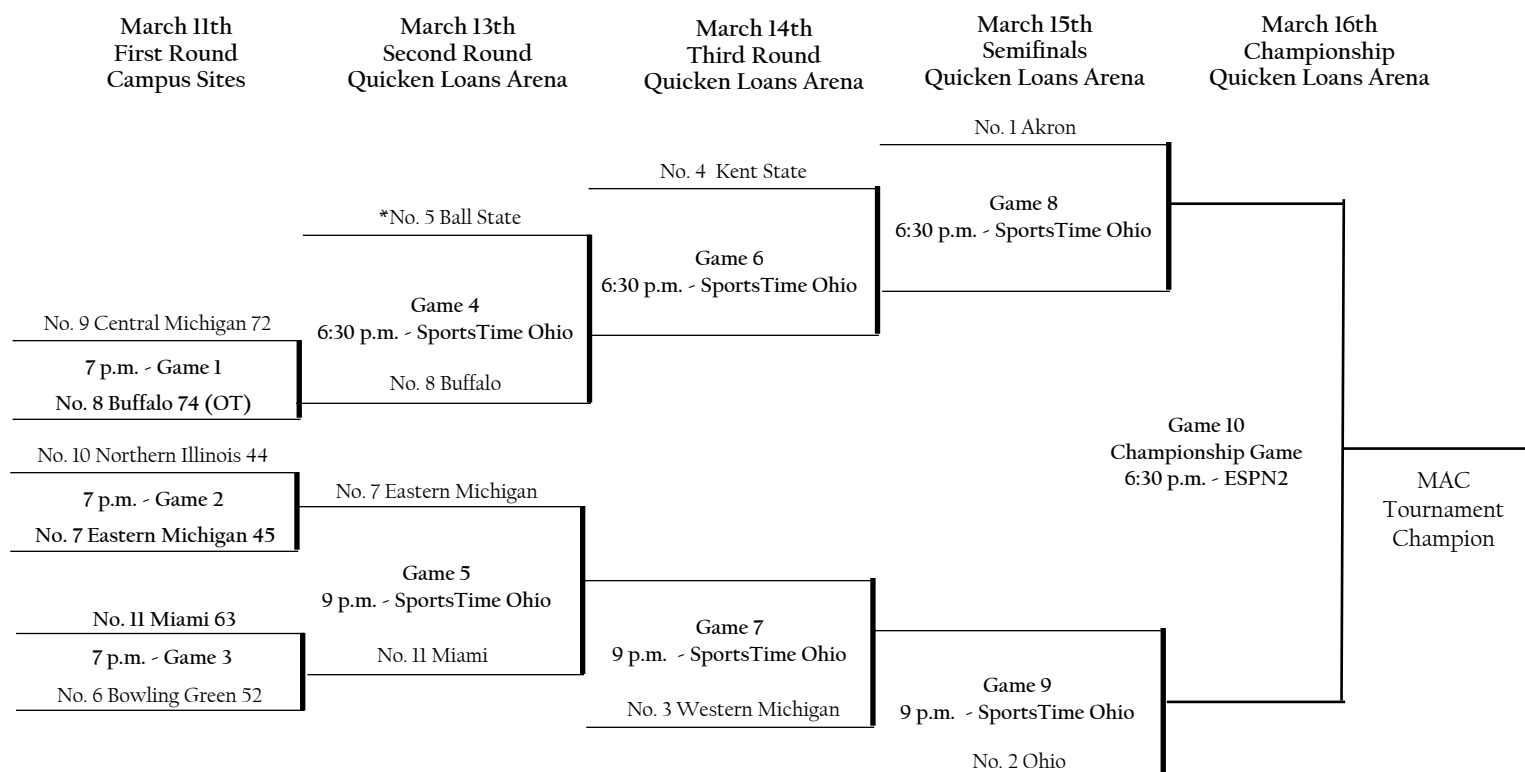 March 11th
First Round
Campus Sites
March 13th
Second Round
Quicken Loans Arena
March 14th
Third Round
Quicken Loans Arena
March 15th
Semifinals
Quicken Loans Arena
March 16th
Championship
Quicken Loans Arena
No. 9 Central Michigan 72
7 p.m. - Game 1
No. 8 Buffalo 74 (OT)
No. 10 Northern Illinois 44
7 p.m. - Game 2
No. 7 Eastern Michigan 45
No. 11 Miami 63
7 p.m. - Game 3
No. 6 Bowling Green 52
*No. 5 Ball State
Game 4
6:30 p.m. - SportsTime Ohio
No. 8 Buffalo
No. 7 Eastern Michigan
Game 5
9 p.m. - SportsTime Ohio
No. 11 Miami
No. 4 Kent State
Game 6
6:30 p.m. - SportsTime Ohio
Game 7
9 p.m. - SportsTime Ohio
No. 3 Western Michigan
No. 1 Akron
Game 8
6:30 p.m. - SportsTime Ohio
Game 9
9 p.m. - SportsTime Ohio
No. 2 Ohio
Game 10
Championship Game
6:30 p.m. - ESPN2
MAC
Tournament
Champion